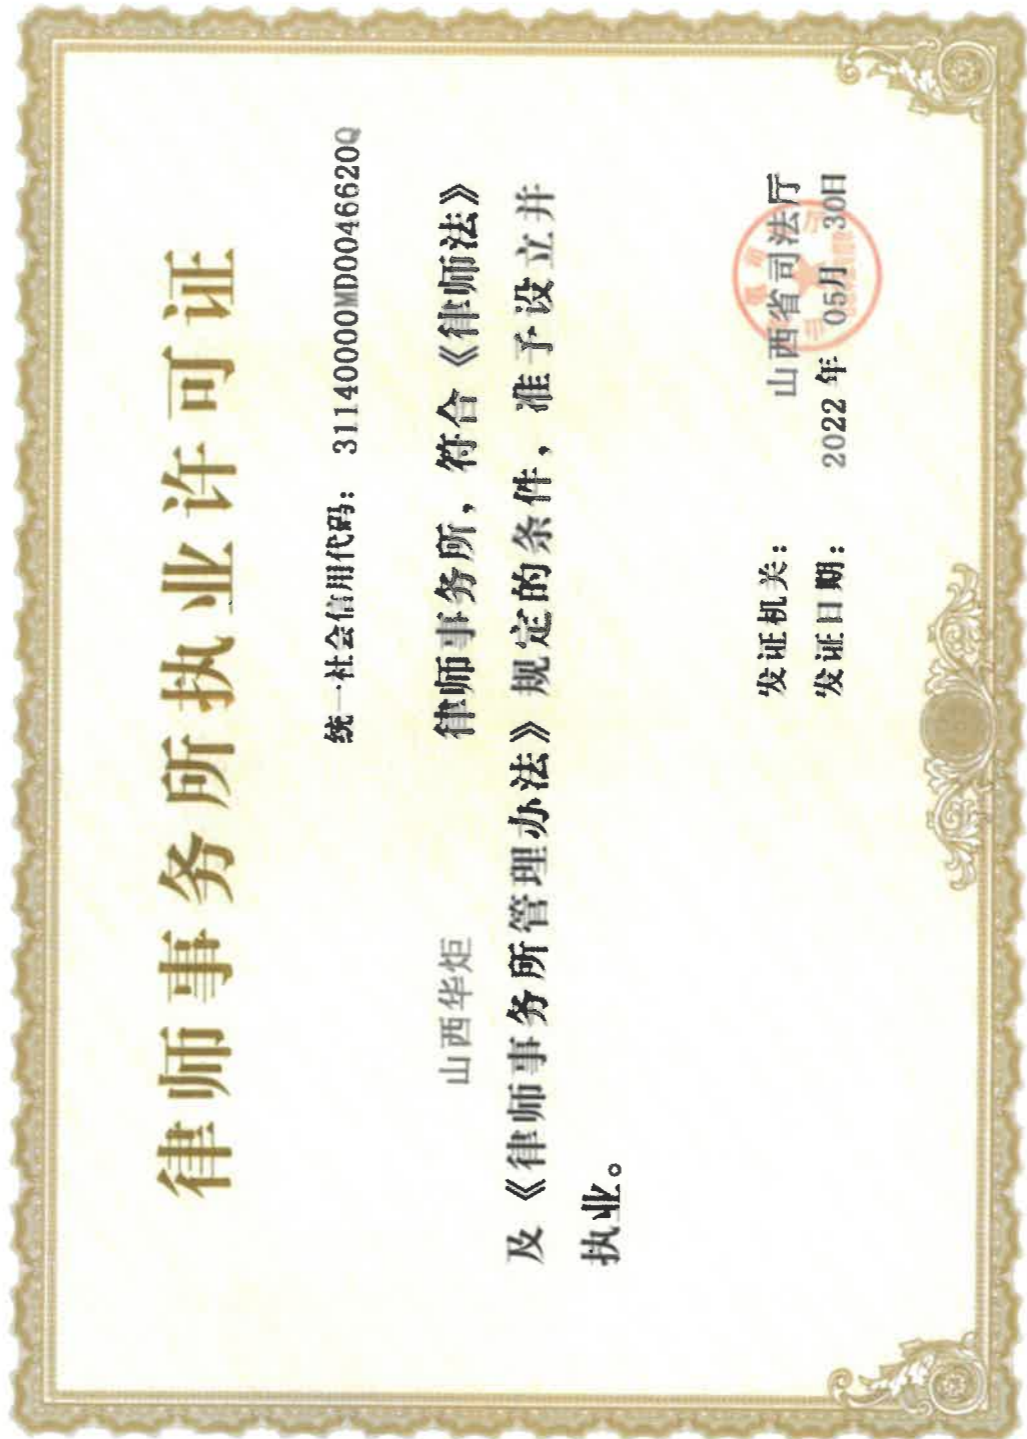 律师事务所执业许可证
统一社会信用代码: 31140000MD0046620Q
山西华炬 律师事务所, 符合《律师法》
及《律师事务所管理办法》规定的条件, 准予设立并
执业。
发证机关: 山西省司法厅
发证日期: 2022 年 05月 30日